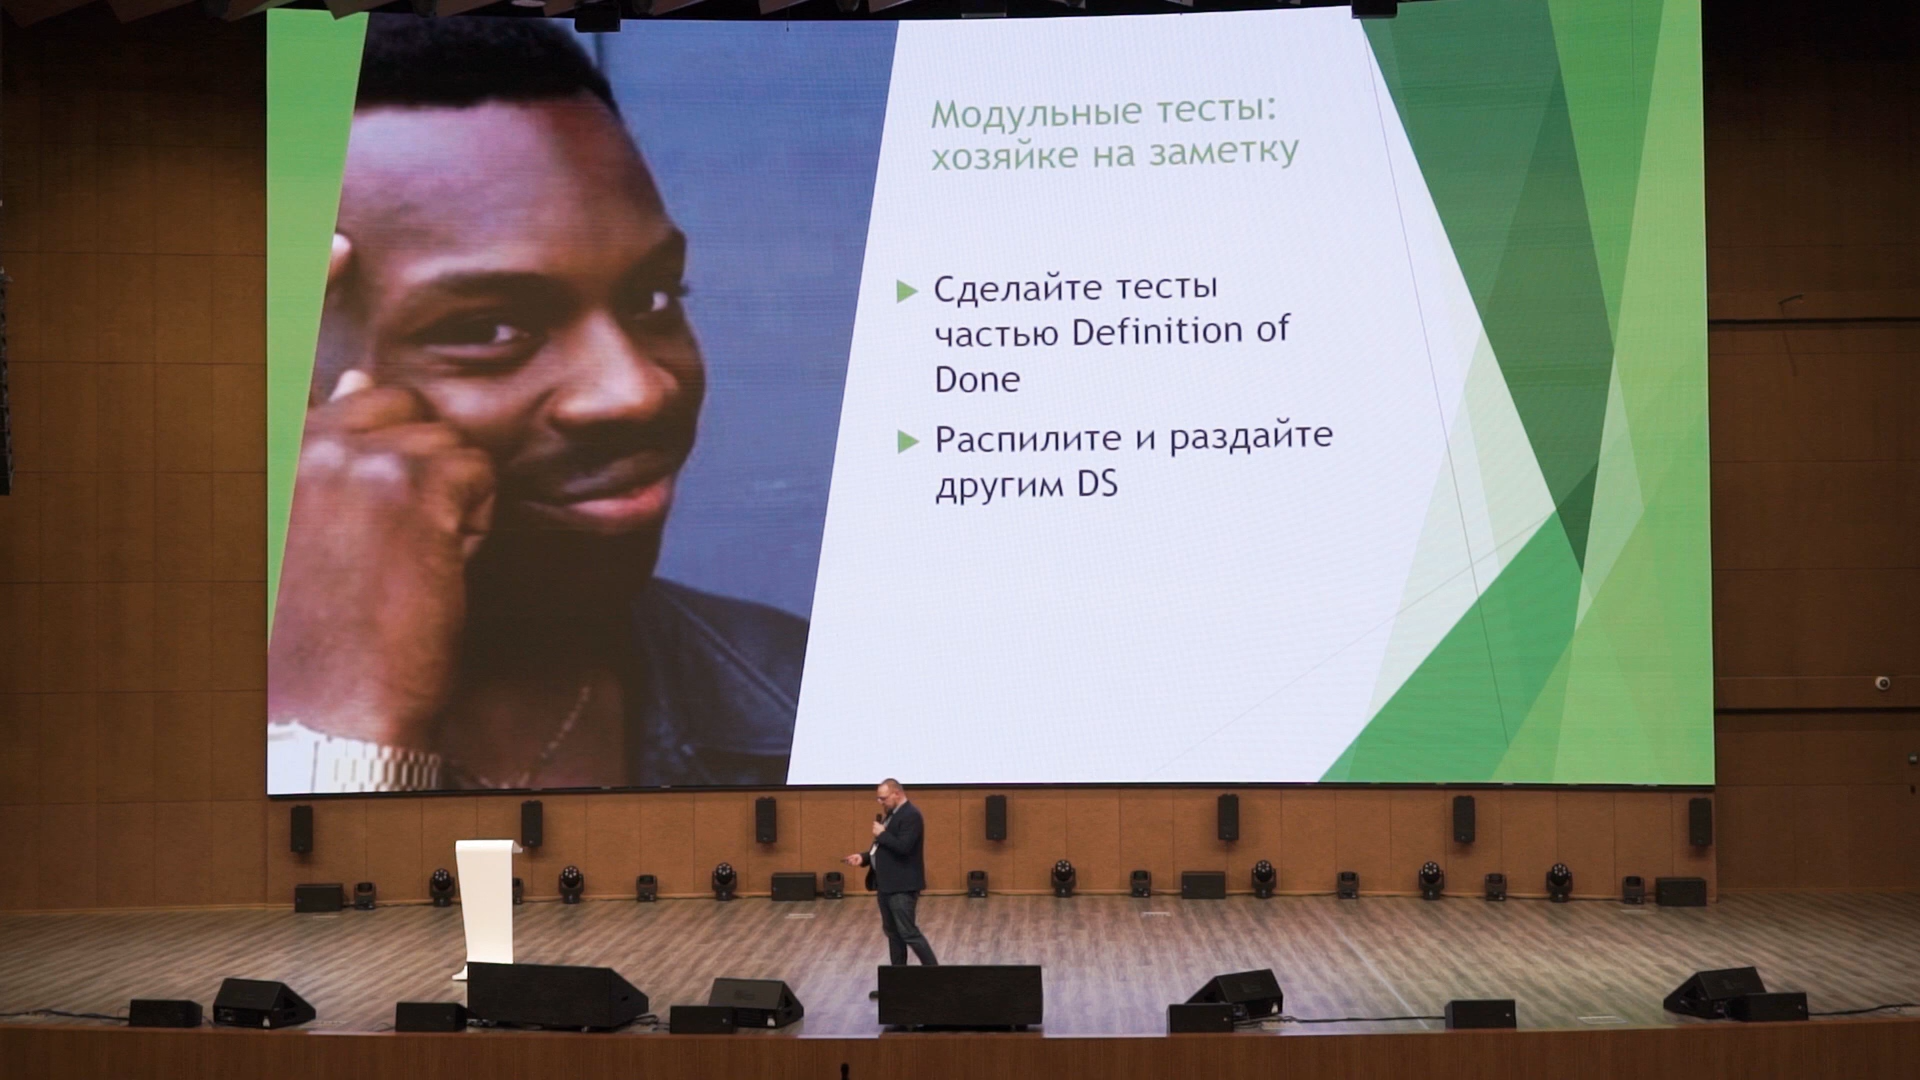 Модульные тесты:
хозяйке на заметку
Сделайте тесты
частью Definition of
Done
Распилите и раздайте
другим DS